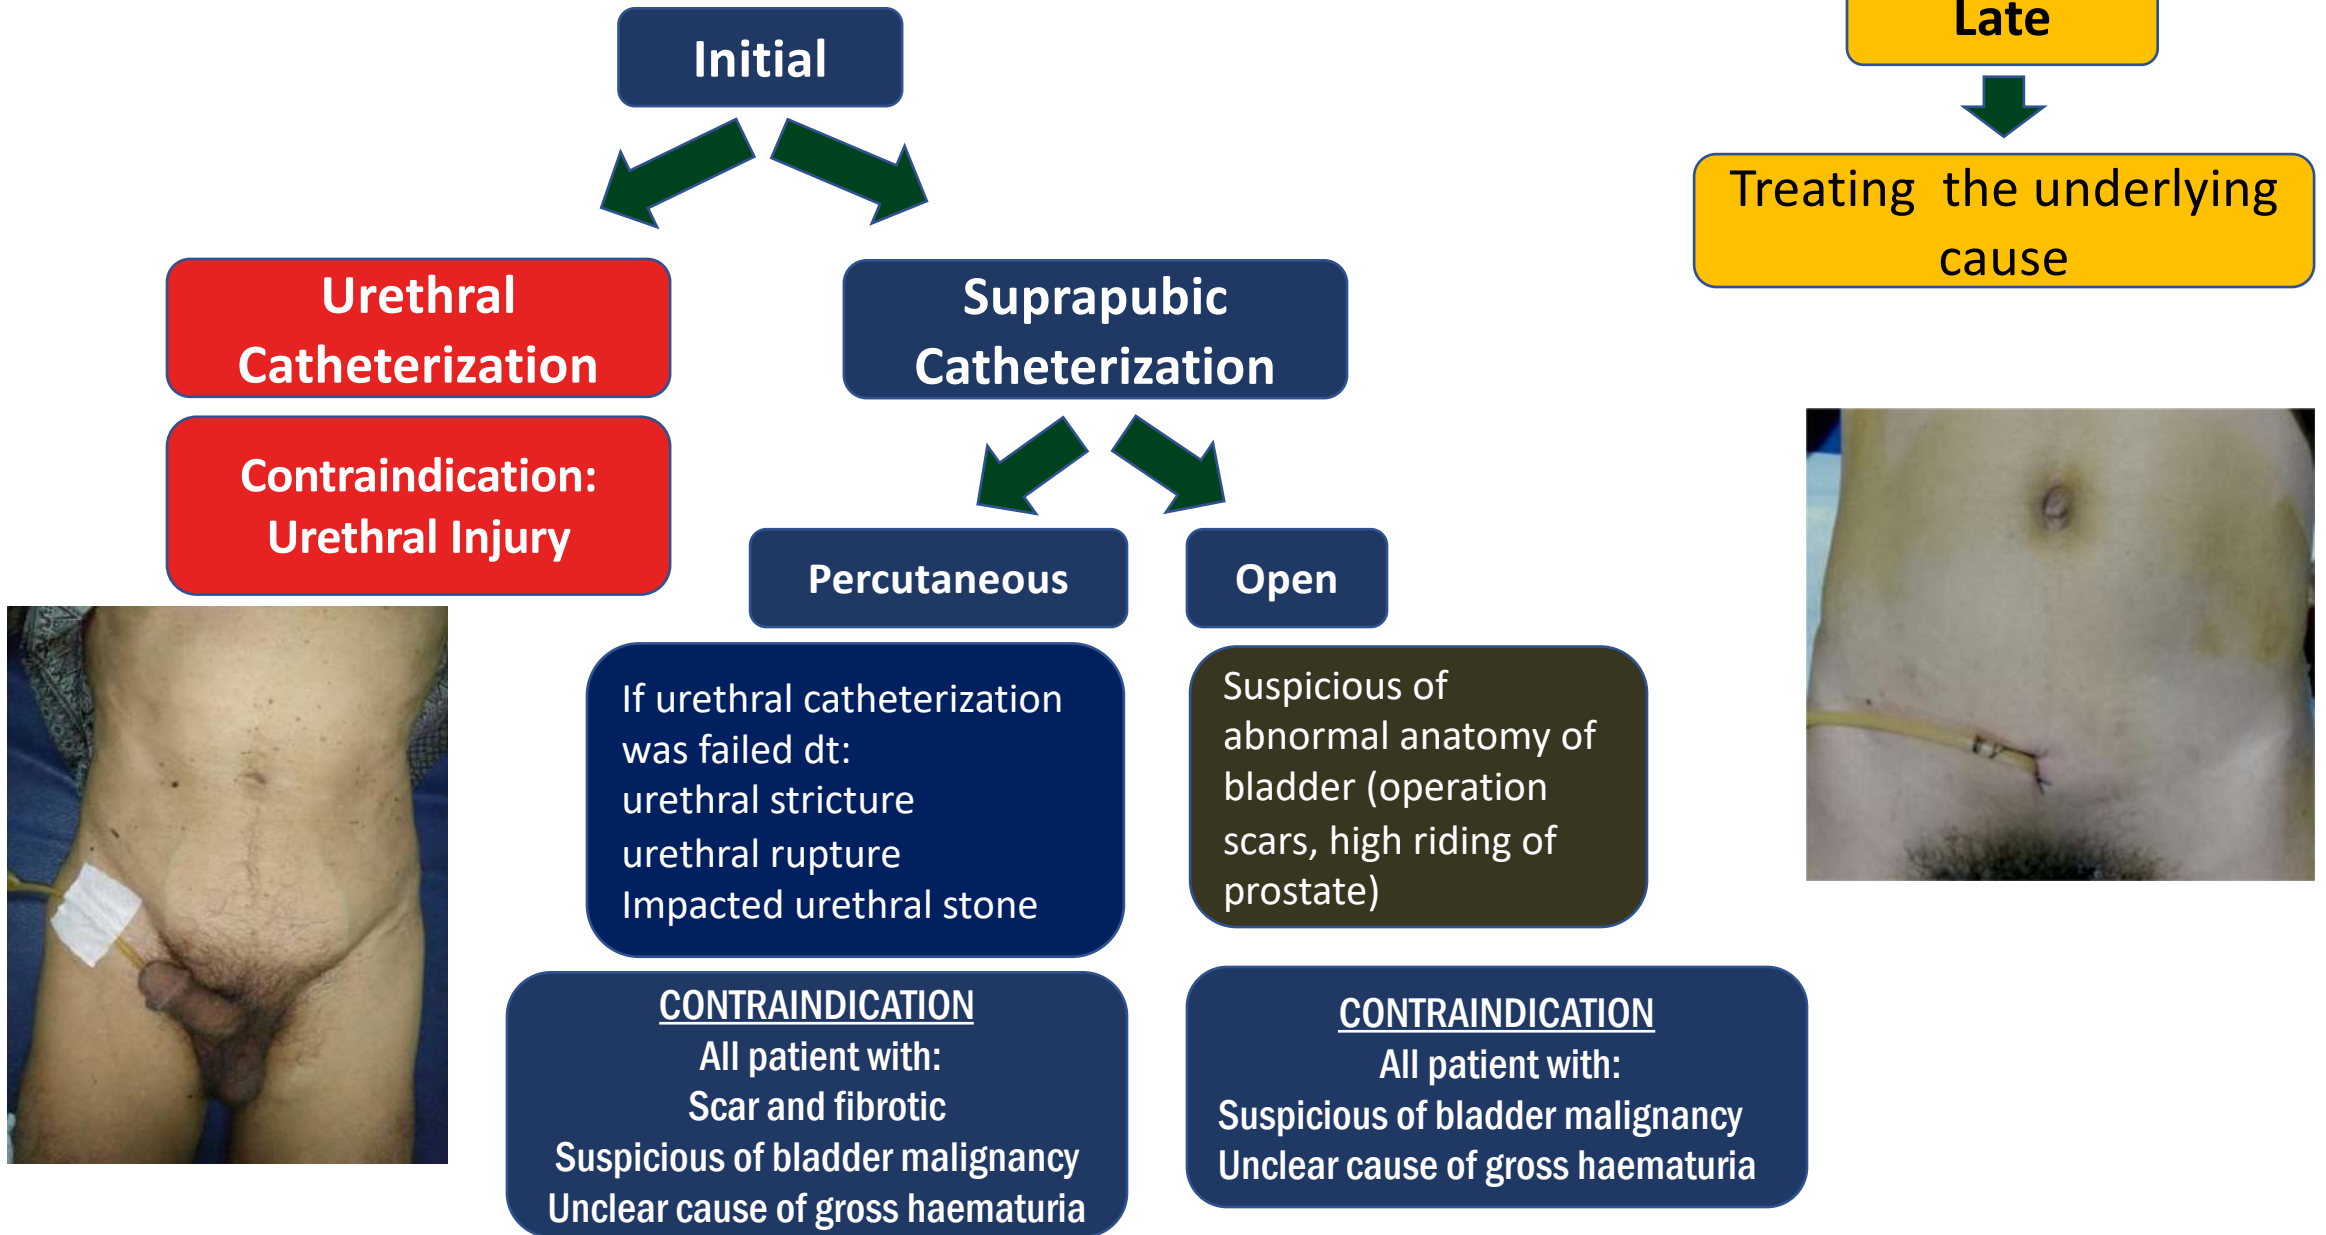 Initial
Late
Treating the underlying
cause
Urethral
Catheterization
Contraindication:
Urethral Injury
Suprapubic
Catheterization
Percutaneous
Open
If urethral catheterization
was failed dt:
urethral stricture
urethral rupture
Impacted urethral stone
Suspicious of
abnormal anatomy of
bladder (operation
scars, high riding of
prostate)
CONTRAINDICATION
All patient with:
Scar and fibrotic
Suspicious of bladder malignancy
Unclear cause of gross haematuria
CONTRAINDICATION
All patient with:
Suspicious of bladder malignancy
Unclear cause of gross haematuria